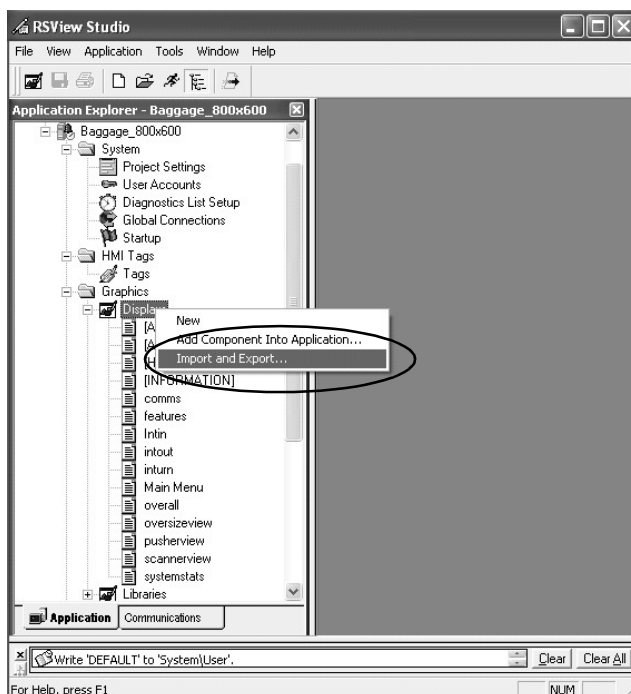 RSView Studio
File View Application Tools Window Help
Application Explorer - Baggage_800x600
Baggage_800x600
System
Project Settings
User Accounts
Diagnostics List Setup
Global Connections
Startup
HMI Tags
Tags
Graphics
Displays
New
Add Component Into Application...
Import and Export...
[INFORMATION]
comms
features
Intin
intout
inturn
Main Menu
overall
oversizeview
pusherview
scannerview
systemstats
Libraries
Application Communications
Write 'DEFAULT' to 'System\User'.
Clear Clear All
For Help, press F1
NUM